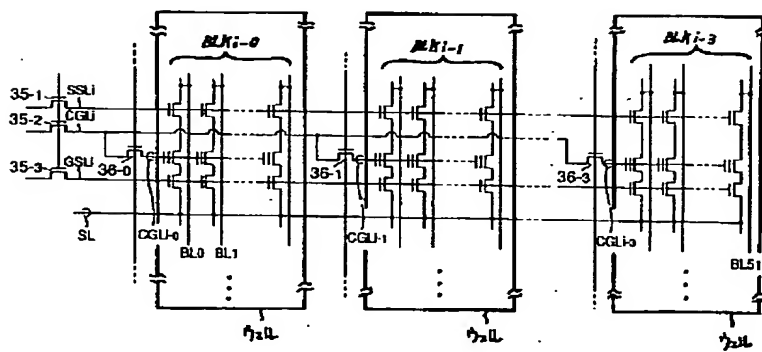 BLKi-0
BLKi-1
BLKi-3
35-1
SSLi
35-2
CGLi
35-3
GSLi
36-0
36-1
36-3
SL
CGLi-0
BL0
BL1
CGLi-1
CGLi-3
BL51
ウェル
ウェル
ウェル